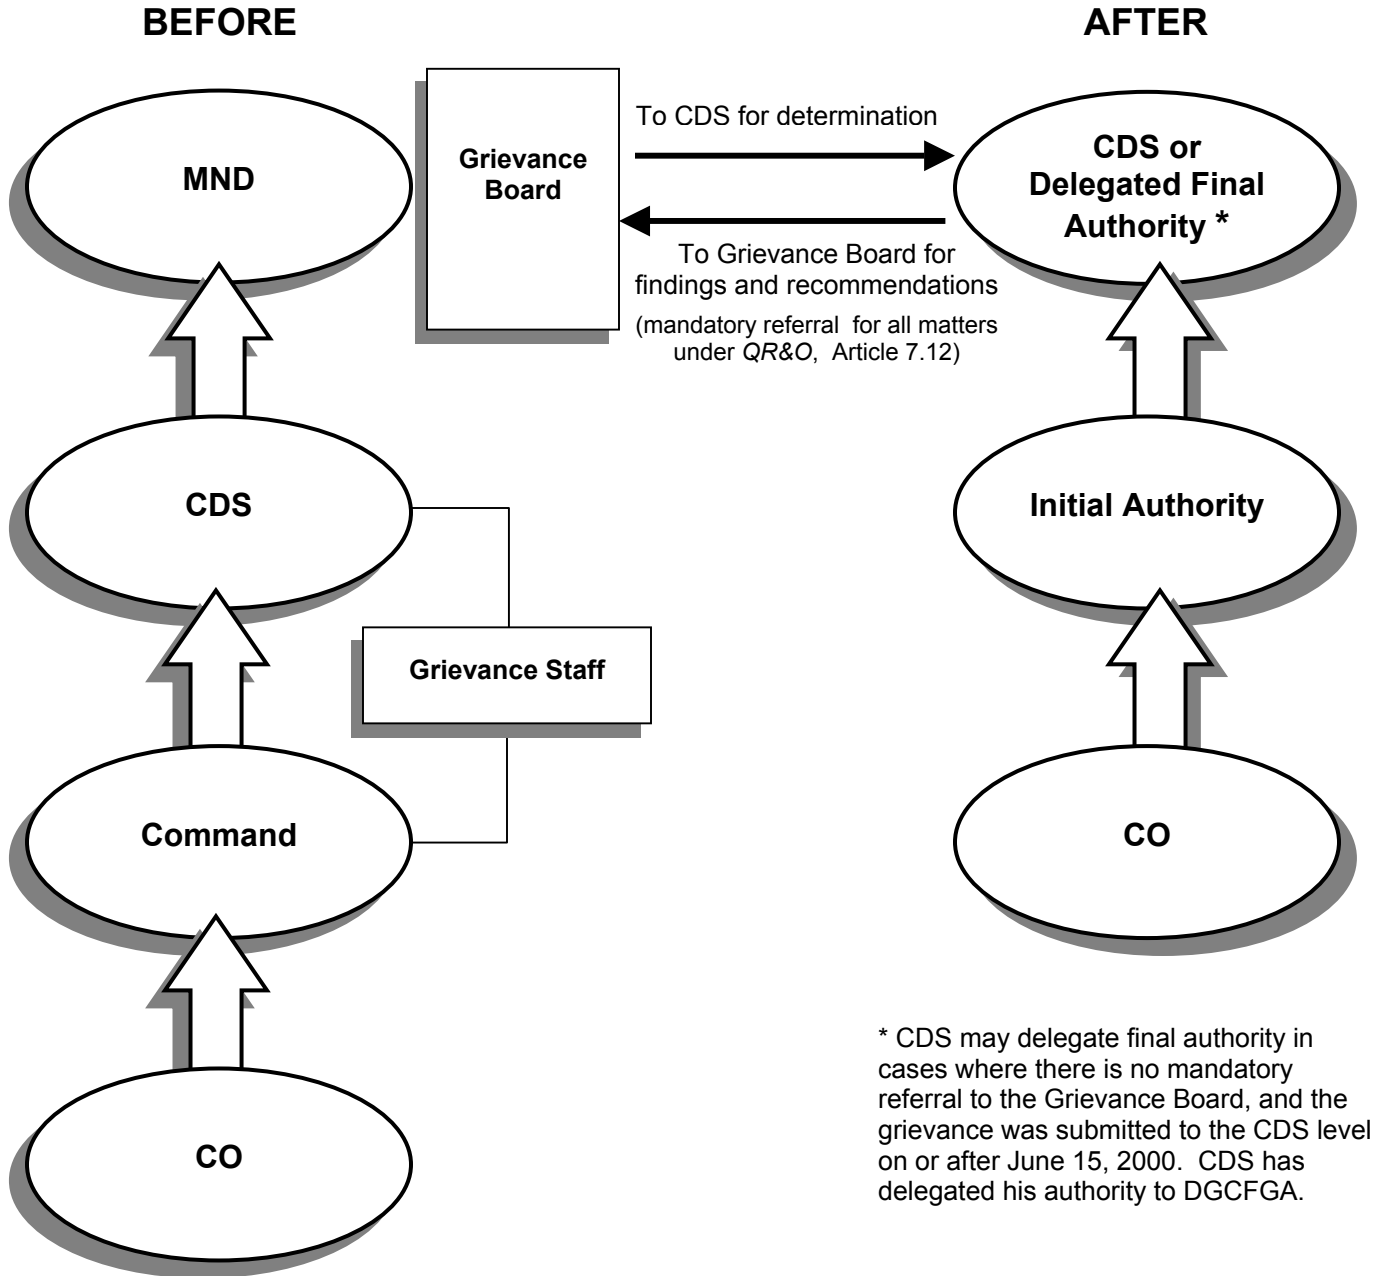 BEFORE
AFTER
MND
Grievance
Board
To CDS for determination
To Grievance Board for
findings and recommendations
(mandatory referral for all matters
under QR&O, Article 7.12)
CDS or
Delegated Final
Authority *
CDS
Initial Authority
Grievance Staff
Command
CO
CO
* CDS may delegate final authority in
cases where there is no mandatory
referral to the Grievance Board, and the
grievance was submitted to the CDS level
on or after June 15, 2000. CDS has
delegated his authority to DGCFGA.